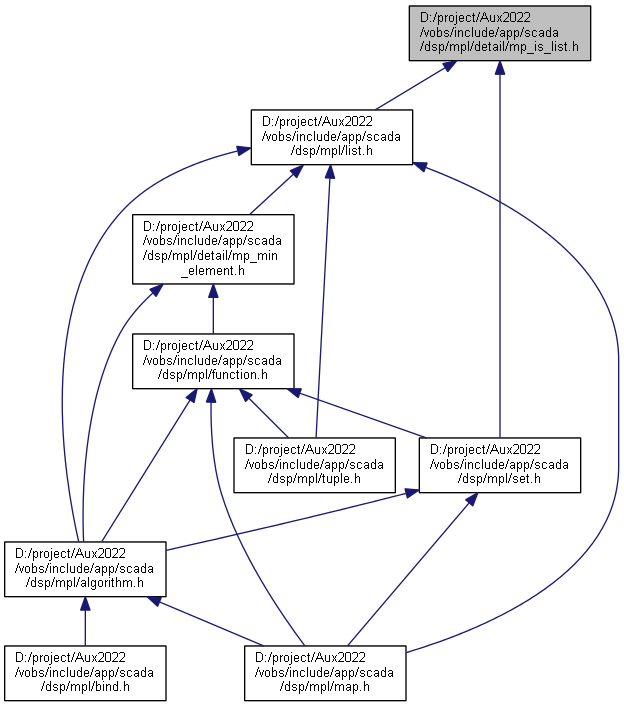 D:/project/Aux2022
/vobs/include/app/scada
/dsp/mpl/detail/mp_is_list.h
D:/project/Aux2022
/vobs/include/app/scada
/dsp/mpl/list.h
D:/project/Aux2022
/vobs/include/app/scada
/dsp/mpl/detail/mp_min
_element.h
D:/project/Aux2022
/vobs/include/app/scada
/dsp/mpl/function.h
D:/project/Aux2022
/vobs/include/app/scada
/dsp/mpl/tuple.h
D:/project/Aux2022
/vobs/include/app/scada
/dsp/mpl/set.h
D:/project/Aux2022
/vobs/include/app/scada
/dsp/mpl/algorithm.h
D:/project/Aux2022
/vobs/include/app/scada
/dsp/mpl/bind.h
D:/project/Aux2022
/vobs/include/app/scada
/dsp/mpl/map.h